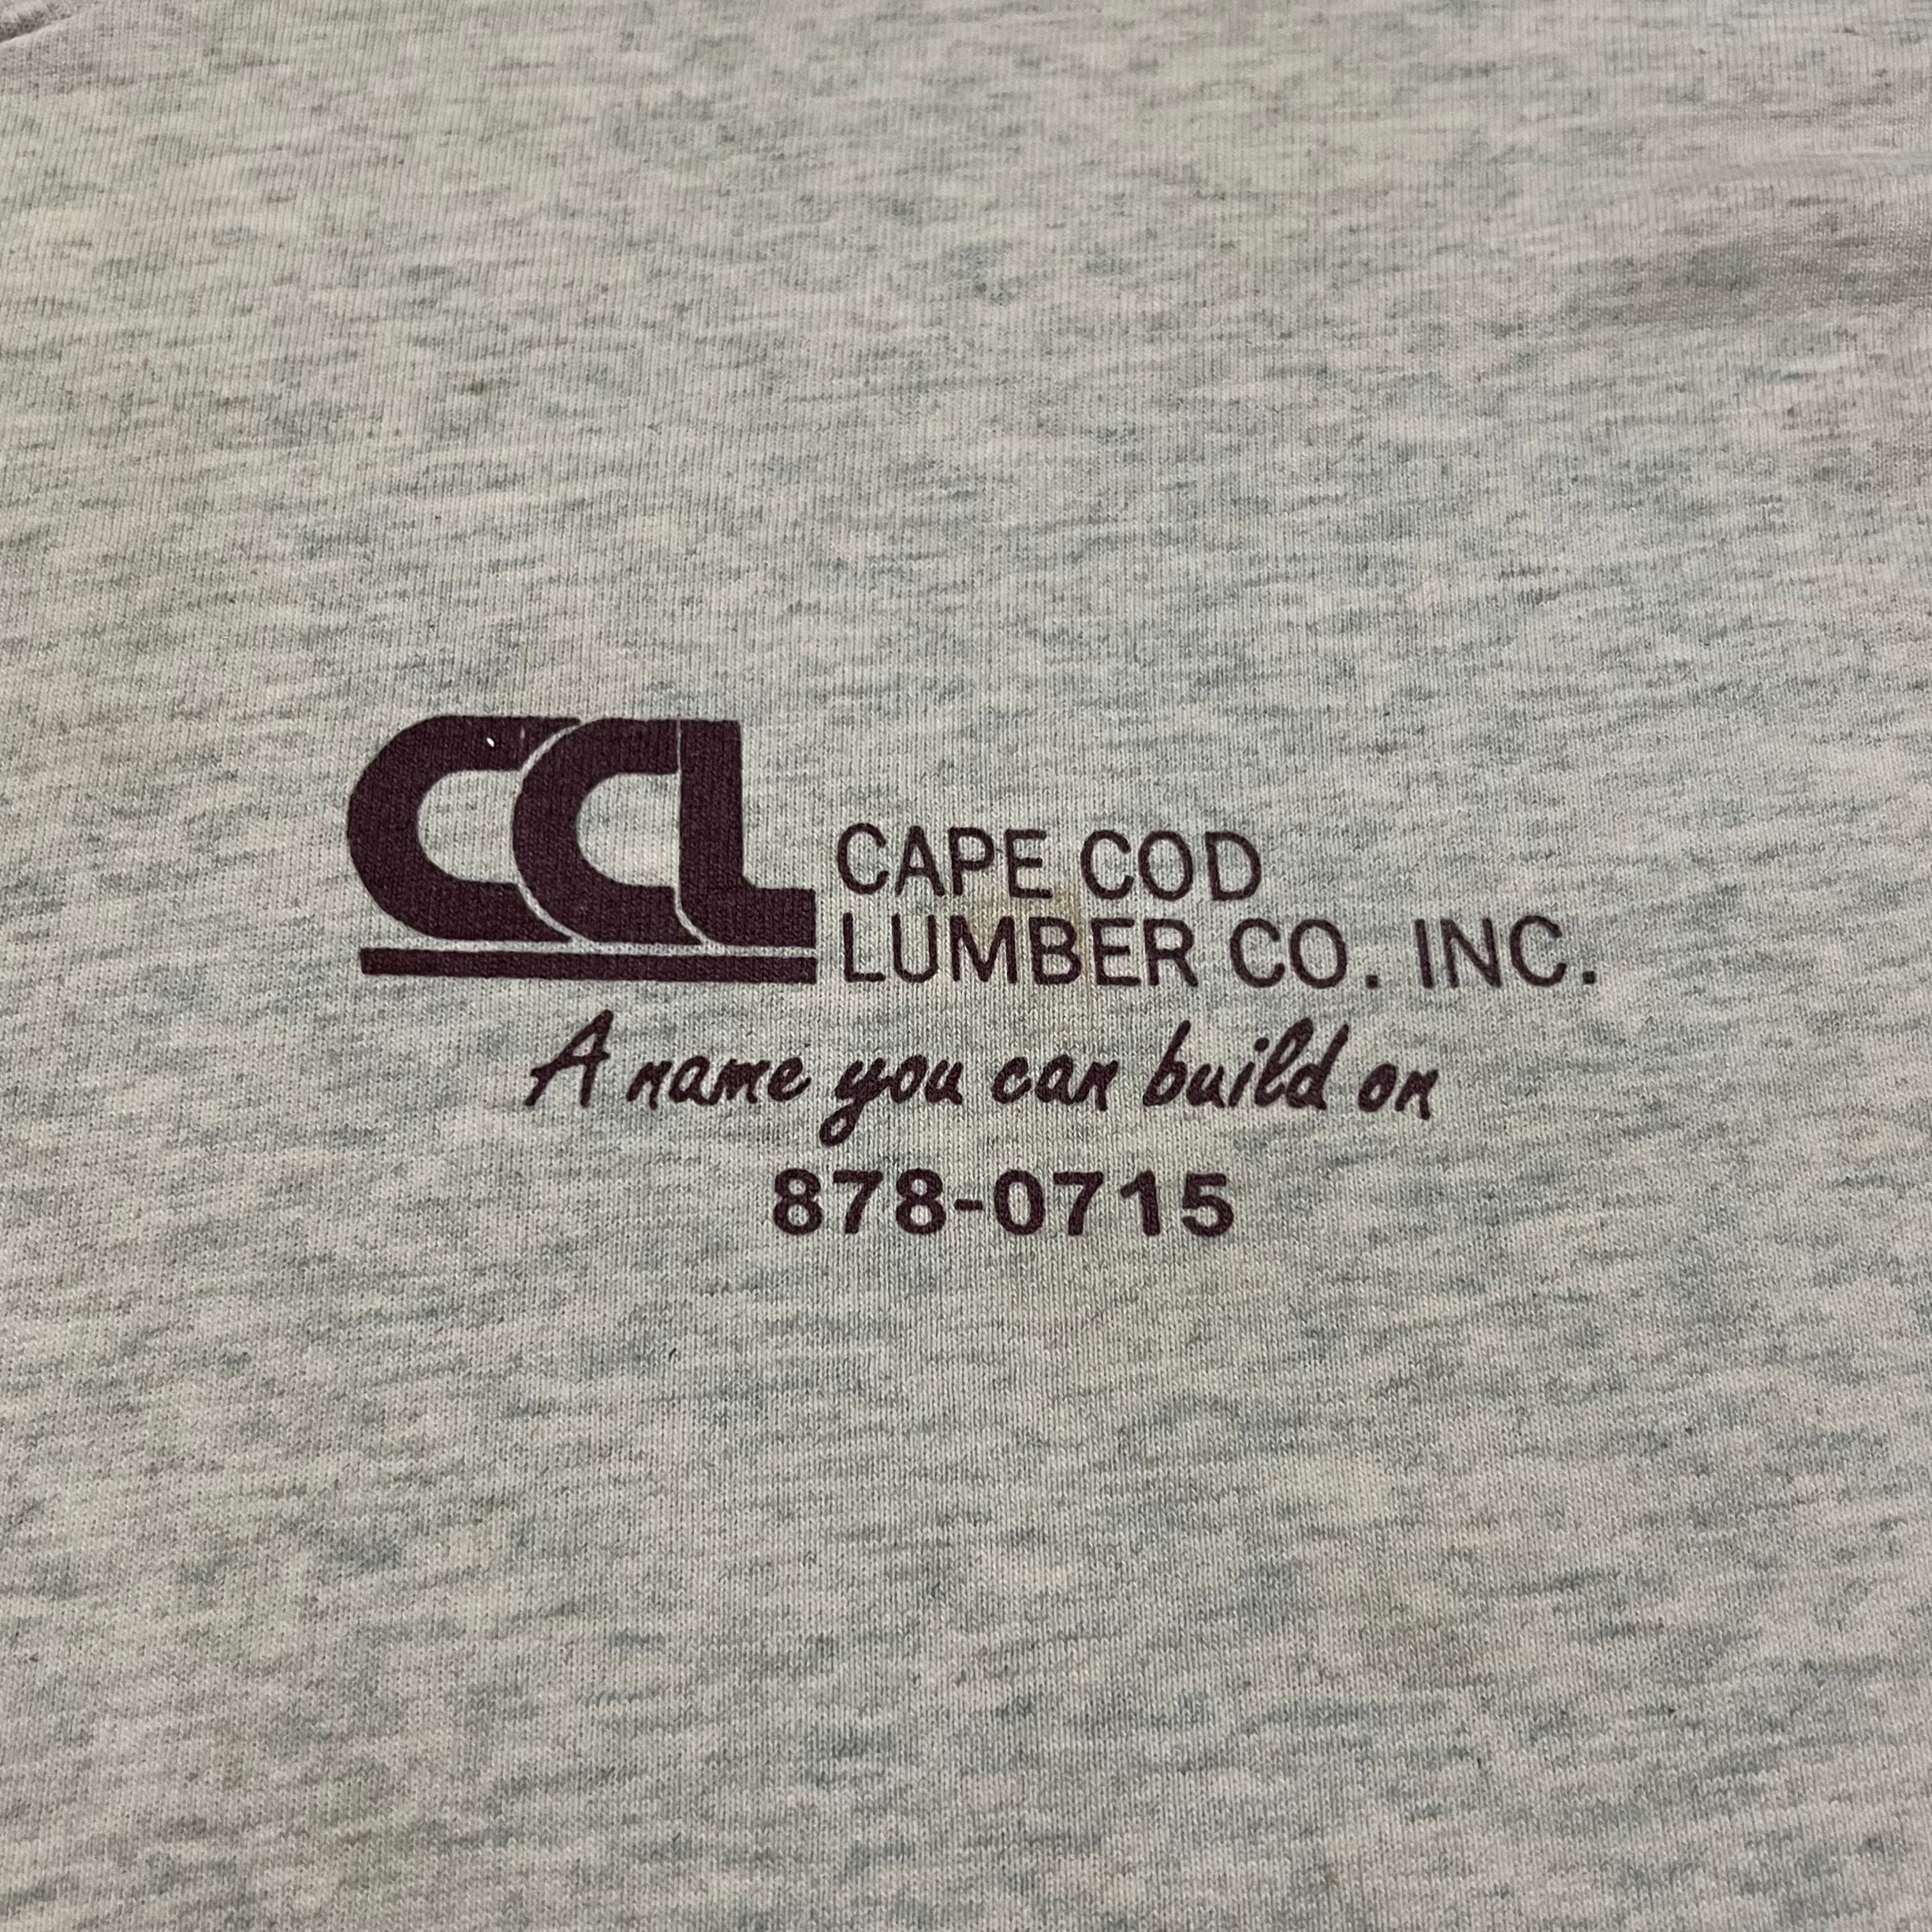 CCL CAPE COD
LUMBER CO. INC.
A name you can build on
878-0715